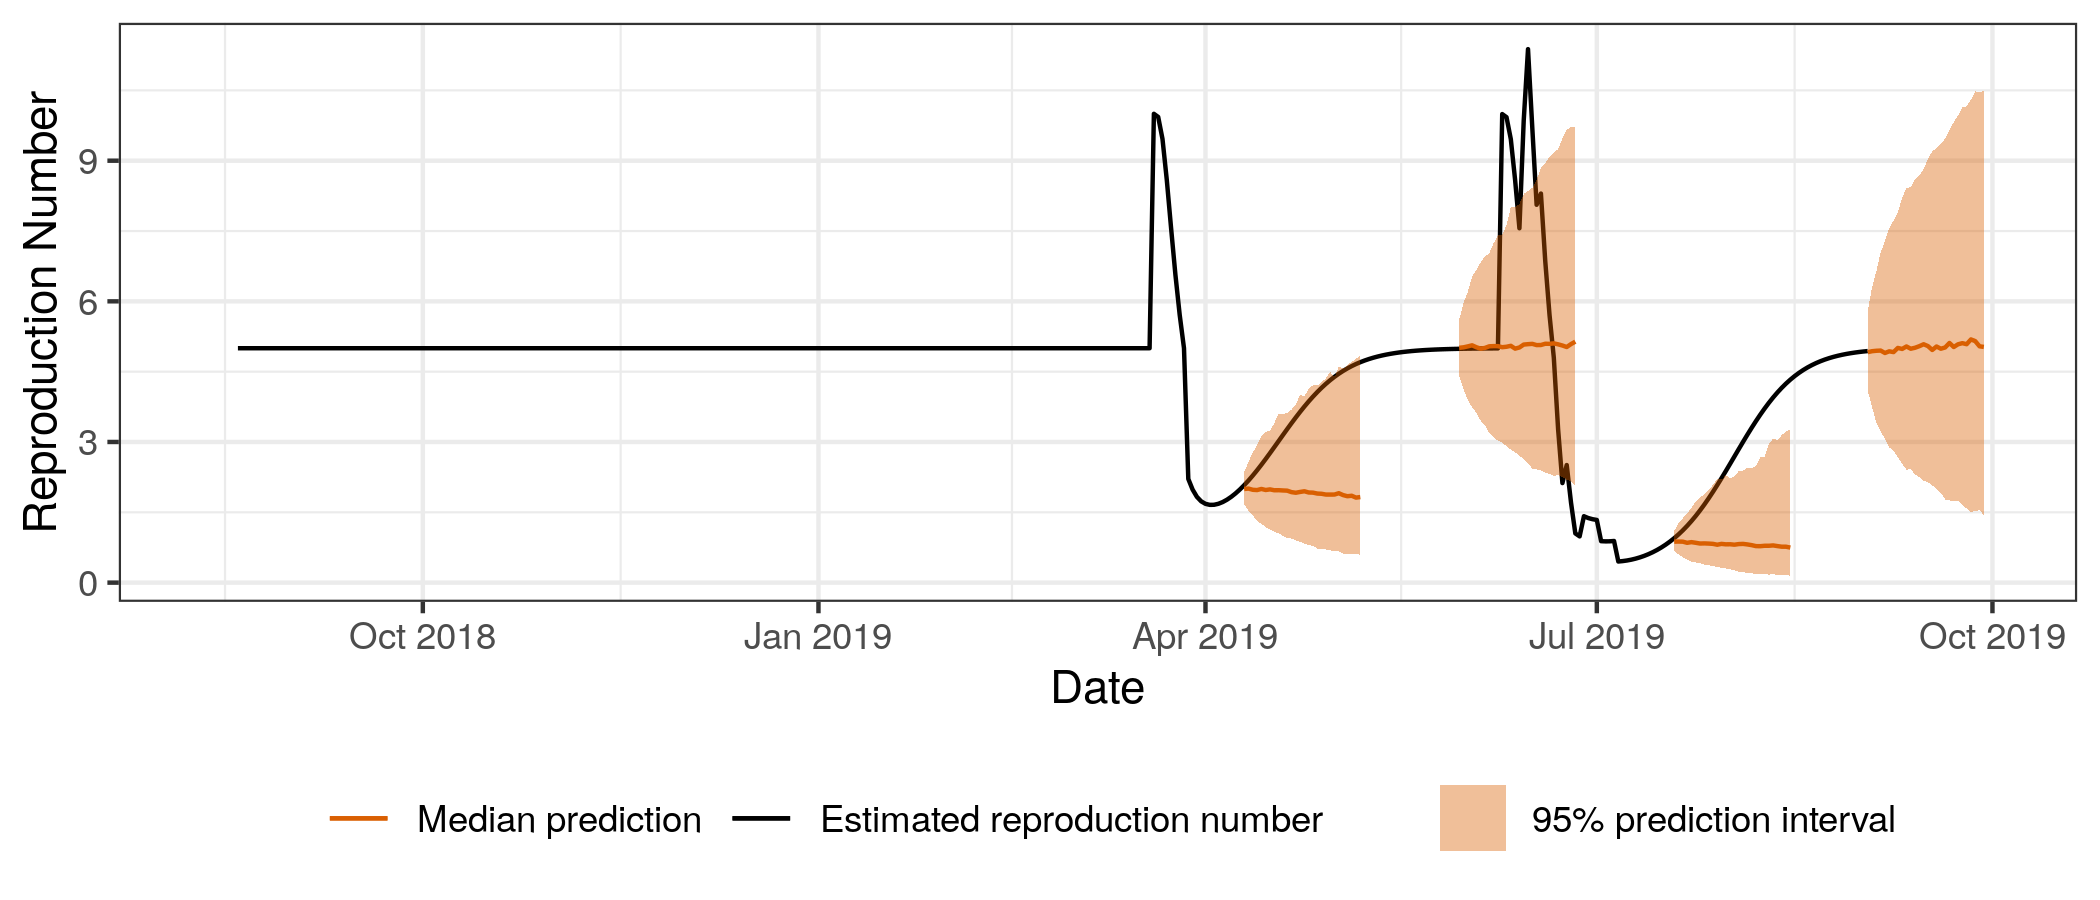 Reproduction Number
9
6
3
0
Oct 2018
Jan 2019
Apr 2019
Jul 2019
Oct 2019
Date
Median prediction
Estimated reproduction number
95% prediction interval